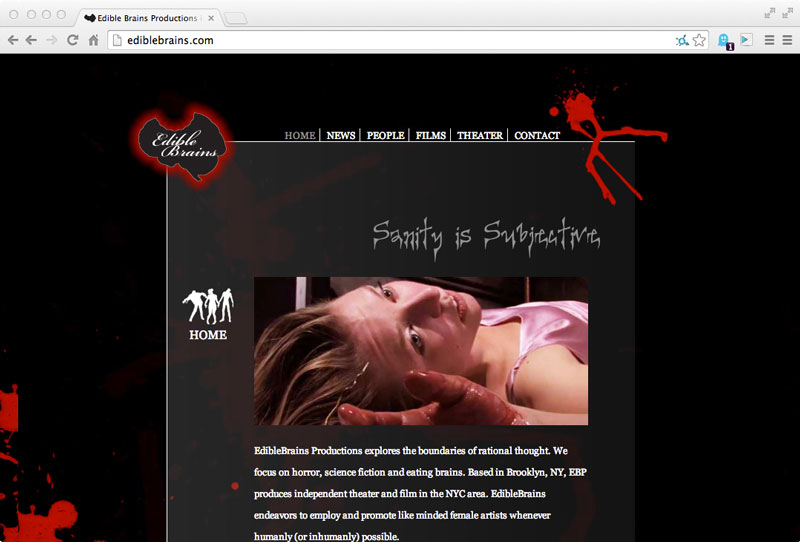 Edible Brains Productions
ediblebrains.com
1
Edible
Brains
HOME
NEWS
PEOPLE
FILMS
THEATER
CONTACT
Sanity is Subjective
HOME
EdibleBrains Productions explores the boundaries of rational thought. We
focus on horror, science fiction and eating brains. Based in Brooklyn, NY, EBP
produces independent theater and film in the NYC area. EdibleBrains
endeavors to employ and promote like minded female artists whenever
humanly (or inhumanly) possible.